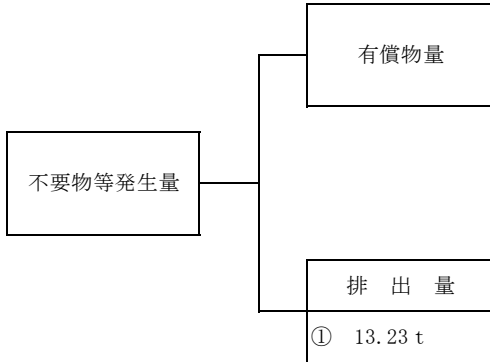 有償物量
不要物等発生量
排 出 量
① 13.23 t